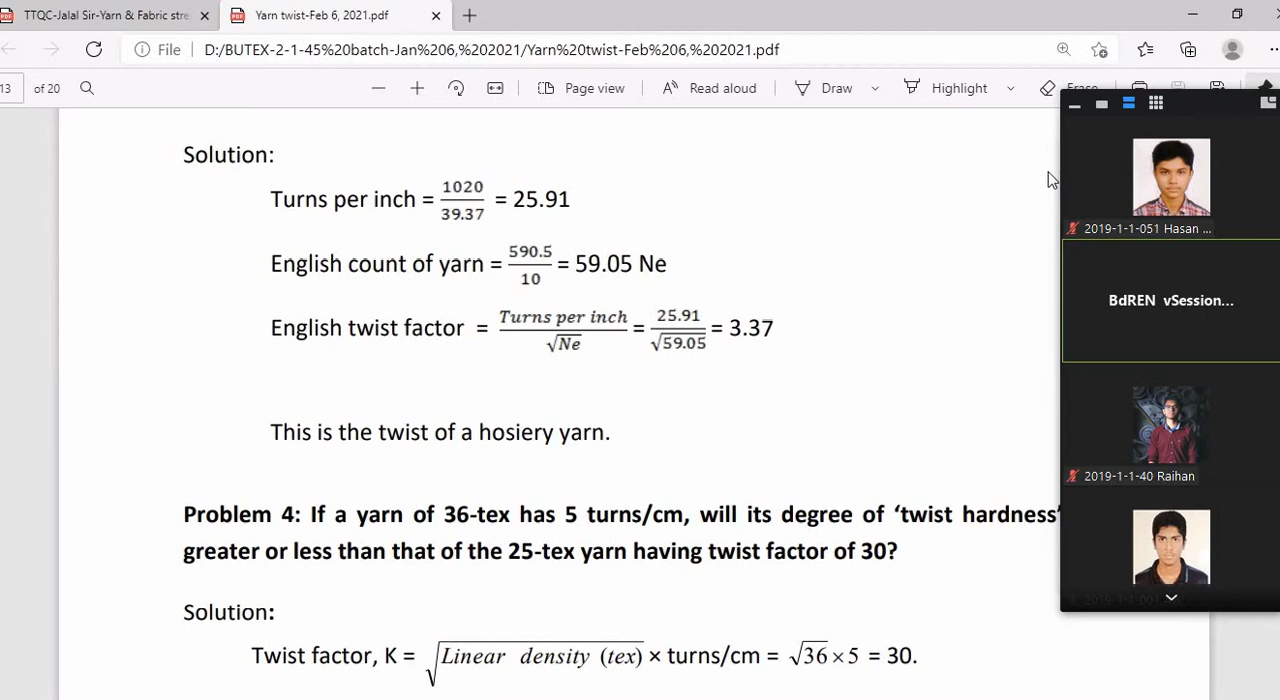 TTQC-Jalal Sir-Yarn & Fabric stre
Yarn twist-Feb 6, 2021.pdf
File D:/BUTEX-2-1-45%20batch-Jan%206,%202021/Yarn%20twist-Feb%206,%202021.pdf
13 of 20 Page view Read aloud Draw Highlight Erase
Solution:
Turns per inch = 1020/39.37 = 25.91
English count of yarn = 590.5/10 = 59.05 Ne
English twist factor = Turns per inch/√Ne = 25.91/√59.05 = 3.37
This is the twist of a hosiery yarn.
Problem 4: If a yarn of 36-tex has 5 turns/cm, will its degree of ‘twist hardness’
greater or less than that of the 25-tex yarn having twist factor of 30?
Solution:
Twist factor, K = √Linear density (tex) × turns/cm = √36 × 5 = 30.
2019-1-1-051 Hasan ...
BdREN vSession...
2019-1-1-40 Raihan